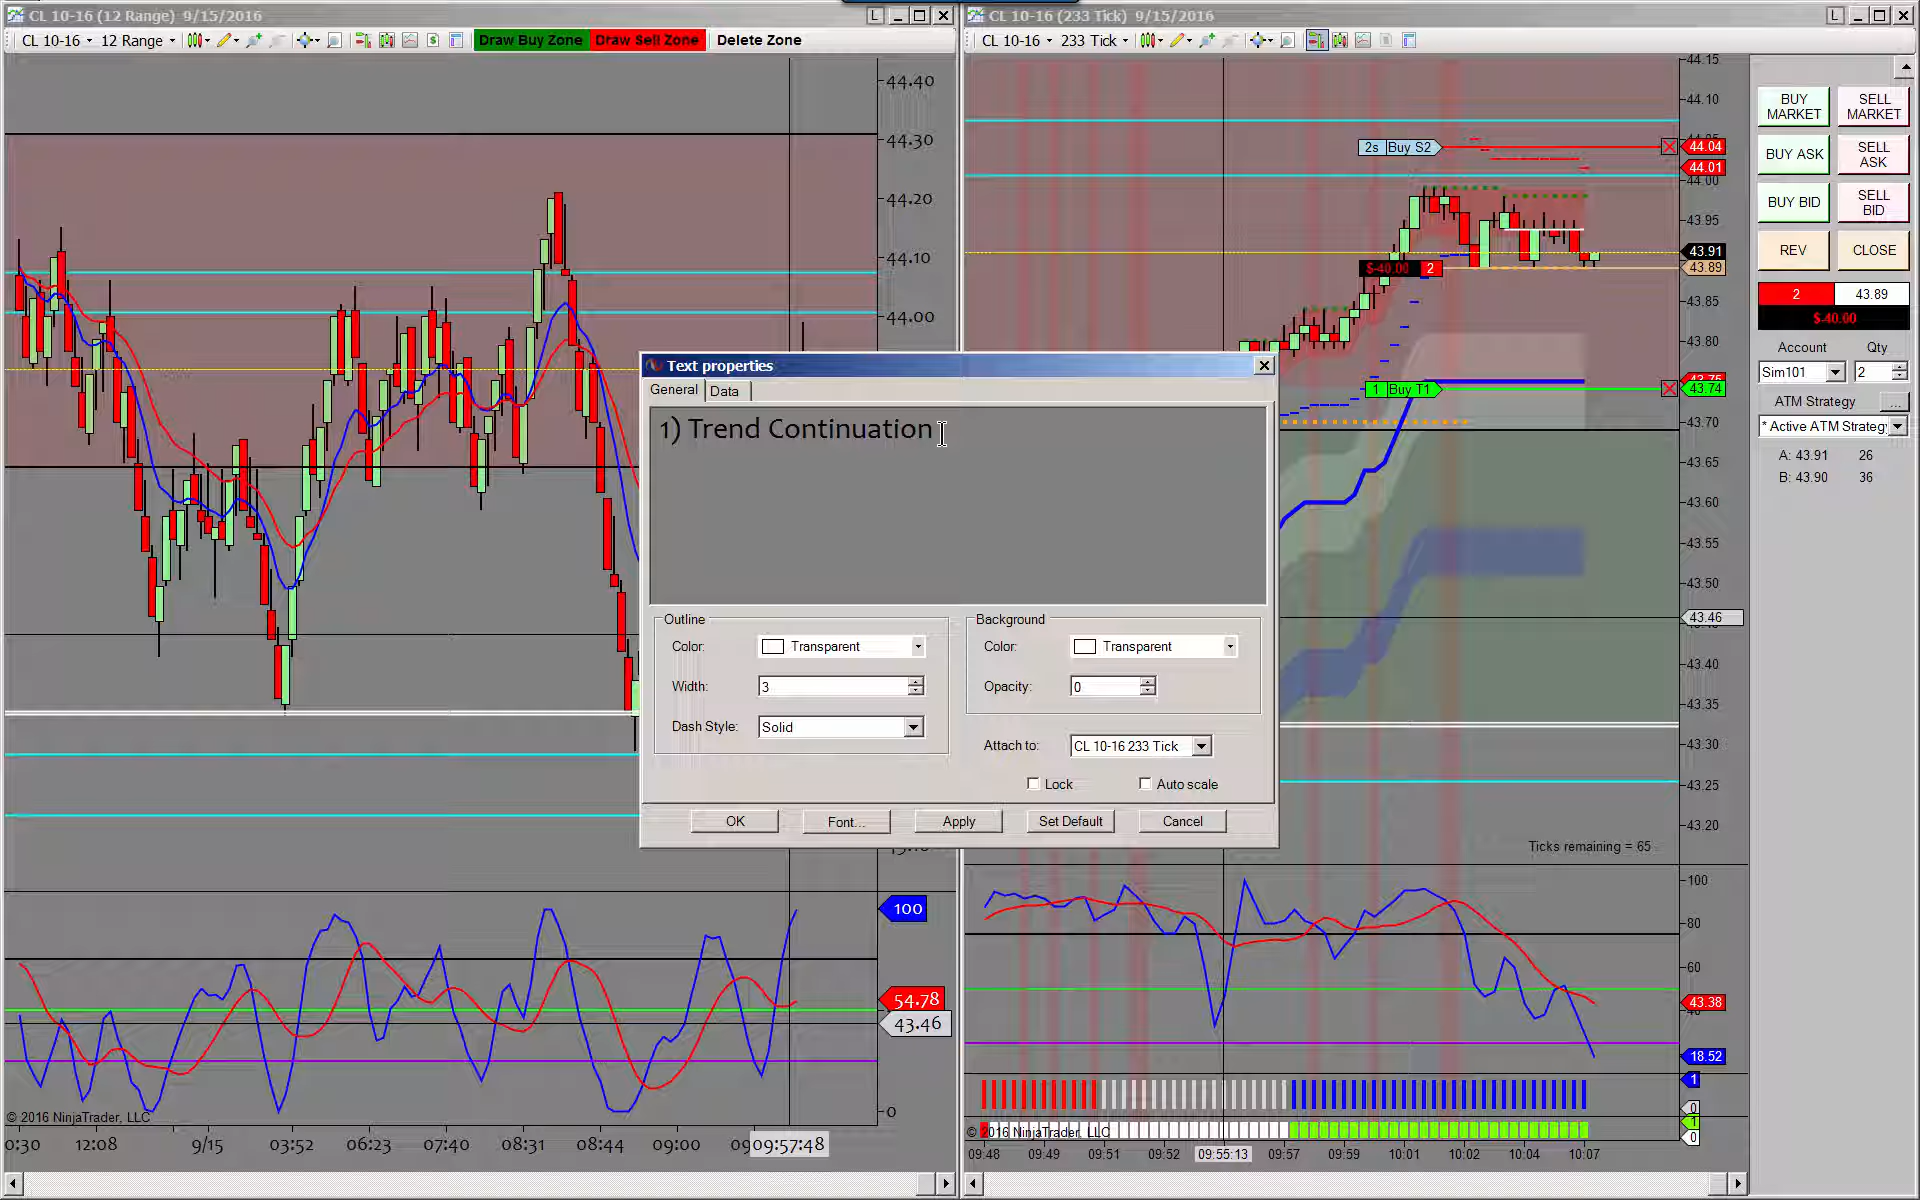 CL 10-16 (12 Range)  9/15/2016
L
CL 10-16
12 Range
Draw Buy Zone
Draw Sell Zone
Delete Zone
44.40
44.30
44.20
44.10
44.00
100
54.78
43.46
0
© 2016 NinjaTrader, LLC
0:30
12:08
9/15
03:52
06:23
07:40
08:31
08:44
09:00
09:57:48
CL 10-16 (233 Tick)  9/15/2016
L
CL 10-16
233 Tick
44.15
44.10
44.04
44.01
44.00
43.95
43.91
43.89
43.85
43.80
43.74
43.70
43.65
43.60
43.55
43.50
43.46
43.40
43.35
43.30
43.25
43.20
2s Buy S2
$-40.00 2
1 Buy T1
Ticks remaining = 65
100
80
60
43.38
18.52
1
0
1
0
© 2016 NinjaTrader, LLC
09:48
09:49
09:51
09:52
09:55:13
09:57
09:59
10:01
10:02
10:04
10:07
BUY MARKET
SELL MARKET
BUY ASK
SELL ASK
BUY BID
SELL BID
REV
CLOSE
2
43.89
$-40.00
Account
Qty
Sim101
2
ATM Strategy
...
* Active ATM Strategy
A: 43.91 26
B: 43.90 36
Text properties
General
Data
1) Trend Continuation
Outline
Color:
Transparent
Width:
3
Dash Style:
Solid
Background
Color:
Transparent
Opacity:
0
Attach to:
CL 10-16 233 Tick
Lock
Auto scale
OK
Font...
Apply
Set Default
Cancel